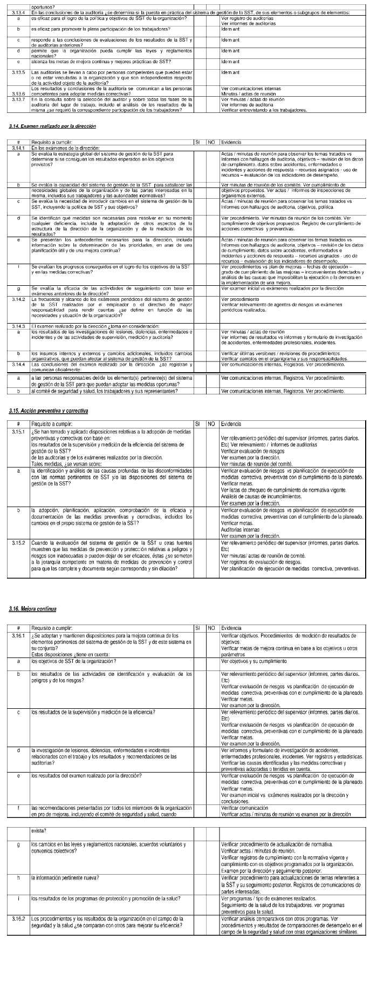 oportunos?
3.13.4 En las conclusiones de la auditoría ¿se determina si la puesta en práctica del sistema de gestión de la SST, de sus elementos o subgrupos de elementos:
a es eficaz para el logro de la política y objetivos de SST de la organización? Ver registro de auditorías
Ver informes de auditorías
b es eficaz para promover la plena participación de los trabajadores? Idem ant
c responde a las conclusiones de evaluaciones de los resultados de la SST y Idem ant
de auditorías anteriores?
d permite que la organización pueda cumplir las leyes y reglamentos Idem ant
nacionales?
e alcanza las metas de mejora continua y mejores prácticas de SST? Idem ant
3.13.5 Las auditorías se llevan a cabo por personas competentes que pueden estar Idem ant
o no estar vinculadas a la organización y que son independientes respecto
de la actividad objeto de la auditoría?
Los resultados y conclusiones de la auditoría se comunican a las personas Ver comunicaciones internas
3.13.6 competentes para adoptar medidas correctivas? Minutas / actas de reunión
3.13.7 En la consulta sobre la selección del auditor y sobre todas las fases de la Ver minutas / actas de reunión
auditoría del lugar de trabajo, incluido el análisis de los resultados de la Ver informes de auditoria
misma ¿se requirió la correspondiente participación de los trabajadores? Verificar entrevistando a los trabajadores.
3.14. Examen realizado por la dirección
# Requisito a cumplir: SI NO Evidencia
3.14.1 En los exámenes de la dirección:
a Se evalúa la estrategia global del sistema de gestión de la SST para Actas / minutas de reunión para observar los temas tratados vs
determinar si se consiguen los resultados esperados en los objetivos Informes con hallazgos de auditoria, objetivos – revisión de los datos
previstos? de cumplimiento, datos sobre accidentes, enfermedades e
incidentes y acciones de respuesta – recursos asignados - uso de
recursos – evaluación de los indicadores de desempeño,
b Se evalúa la capacidad del sistema de gestión de la SST para satisfacer las Ver minutas de reunión de los comités. Ver cumplimiento de
necesidades globales de la organización y de las partes interesadas en la objetivos propuestos. Ver actas / informes de inspecciones de
misma, incluidos sus trabajadores y las autoridades normativas? organismos externos.
c Se evalúa la necesidad de introducir cambios en el sistema de gestión de la Actas / minutas de reunión para observar los temas tratados vs
SST, incluyendo la política de SST y sus objetivos? Informes con hallazgos de auditoria, objetivos, política.
d Se identifican qué medidas son necesarias para resolver en su momento Ver procedimiento. Ver minutas de reunión de los comités. Ver
cualquier deficiencia, incluida la adaptación de otros aspectos de la cumplimiento de objetivos propuestos. Registro de cumplimiento de
estructura de la dirección de la organización y de la medición de los acciones correctivas y preventivas.
resultados?
e Se presentan los antecedentes necesarios para la dirección, incluida Actas / minutas de reunión para observar los temas tratados vs
información sobre la determinación de las prioridades, en aras de una Informes con hallazgos de auditoria, objetivos – revisión de los datos
planificación útil y de una mejora continua? de cumplimiento, datos sobre accidentes, enfermedades e
incidentes y acciones de respuesta – recursos asignados - uso de
recursos – evaluación de los indicadores de desempeño,
f Se evalúan los progresos conseguidos en el logro de los objetivos de la SST Ver procedimientos vs plan de mejoras – fechas de ejecución –
y en las medidas correctivas? grado de cumplimiento de las mejoras – inconvenientes detectados y
análisis de las causas que imposibilitan la ejecución o la demora en
la implementación de una mejora.
g Se evalúa la eficacia de las actividades de seguimiento con base en Ver examen inicial vs exámenes realizados por la dirección
exámenes anteriores de la dirección?
3.14.2 La frecuencia y alcance de los exámenes periódicos del sistema de gestión Ver procedimiento
de la SST realizados por el empleador o el directivo de mayor Verificar relevamiento de agentes de riesgos vs exámenes
responsabilidad para rendir cuentas ¿se define en función de las periódicos realizados.
necesidades y situación de la organización?
3.14.3 El examen realizado por la dirección ¿toma en consideración:
a los resultados de las investigaciones de lesiones, dolencias, enfermedades e Ver minutas / actas de reunión
incidentes y de las actividades de supervisión, medición y auditoría? Ver informes de resultados vs informes y formulario de investigación
de accidentes, enfermedades profesionales, incidentes.
b los insumos internos y externos y cambios adicionales, incluidos cambios Verificar últimas versiones / revisiones de procedimientos
organizativos, que puedan afectar al sistema de gestión de la SST? Verificar cambios en el organigrama y sus responsabilidades.
3.14.4 Las conclusiones del examen realizado por la dirección ¿se registran y Ver comunicaciones internas, Registros. Ver procedimiento.
comunican oficialmente:
a a las personas responsables del/de los elemento(s) pertinente(s) del sistema Ver comunicaciones internas, Registros. Ver procedimiento.
de gestión de la SST para que puedan adoptar las medidas oportunas?
b al comité de seguridad y salud, los trabajadores y sus representantes? Ver comunicaciones internas, Registros. Ver procedimiento.
3.15. Acción preventiva y correctiva
# Requisito a cumplir: SI NO Evidencia
3.15.1 ¿Se han tomado y aplicado disposiciones relativas a la adopción de medidas
preventivas y correctivas con base en: Ver relevamiento periódico del supervisor (informes, partes diarios.
los resultados de la supervisión y medición de la eficiencia del sistema de Etc) Ver relevamiento / informes de auditorías
gestión de la SST? Verificar evaluación de riesgos
de las auditorías y de los exámenes realizados por la dirección. Ver examen por la dirección.
Tales medidas, ¿se versan sobre: Ver minutas de reunión del comité.
a la identificación y análisis de las causas profundas de las disconformidades Verificar evaluación de riesgos vs planificación de ejecución de
con las normas pertinentes de SST y/o las disposiciones del sistema de medidas correctiva, preventivas con el cumplimiento de la planeado.
gestión de la SST? Verificar metas.
Ver listas de chequeo de cumplimiento de normativa vigente.
Análisis de causas de incumplimientos.
Ver examen por la dirección.
b la adopción, planificación, aplicación, comprobación de la eficacia y Verificar evaluación de riesgos vs planificación de ejecución de
documentación de las medidas preventivas y correctivas, incluidos los medidas correctiva, preventivas con el cumplimiento de la planeado.
cambios en el propio sistema de gestión de la SST? Verificar metas.
Auditorias internas
Ver examen por la dirección.
3.15.2 Cuando la evaluación del sistema de gestión de la SST u otras fuentes Ver relevamiento periódico del supervisor (informes, partes diarios.
muestren que las medidas de prevención y protección relativas a peligros y Etc)
riesgos son inadecuadas o pueden dejar de ser eficaces, éstas ¿se someten Ver minutas/ actas de reunión de comité.
a la jerarquía competente en materia de medidas de prevención y control Ver registros de evaluación de riesgos.
para que las complete y documente según corresponda y sin dilación? Ver planificación de ejecución de medidas correctiva, preventivas.
3.16. Mejora continua
# Requisito a cumplir: SI NO Evidencia
3.16.1 ¿Se adoptan y mantienen disposiciones para la mejora continua de los Verificar objetivos. Procedimientos de medición de resultados de
elementos pertinentes del sistema de gestión de la SST y de este sistema en objetivos.
su conjunto? Verificar metas de mejora continua en base a los objetivos u otros
Estas disposiciones ¿tiene en cuenta: parámetros
a los objetivos de SST de la organización? Ver objetivos y su cumplimiento
b los resultados de las actividades de identificación y evaluación de los Ver relevamiento periódico del supervisor (informes, partes diarios.
peligros y de los riesgos? Etc)
Verificar evaluación de riesgos vs planificación de ejecución de
medidas correctiva, preventivas con el cumplimiento de la planeado.
Verificar metas.
Ver examen por la dirección.
c los resultados de la supervisión y medición de la eficiencia? Ver relevamiento periódico del supervisor (informes, partes diarios.
Etc)
Verificar evaluación de riesgos vs planificación de ejecución de
medidas correctiva, preventivas con el cumplimiento de la planeado.
Verificar metas.
Ver examen por la dirección.
d la investigación de lesiones, dolencias, enfermedades e incidentes Ver informes y formulario de investigación de accidentes,
relacionados con el trabajo y los resultados y recomendaciones de las enfermedades profesionales, incidentes. Ver registros y estadísticas.
auditorías? Verificar las causas identificadas y las medidas correctivas y
preventivas adoptadas o tenidas en cuenta.
e los resultados del examen realizado por la dirección? Verificar evaluación de riesgos vs planificación de ejecución de
medidas correctiva, preventivas con el cumplimiento de la planeado.
Verificar metas.
Ver examen inicial vs exámenes realizados por la dirección y
conclusiones.
f las recomendaciones presentadas por todos los miembros de la organización Verificar comunicación
en pro de mejoras, incluyendo el comité de seguridad y salud, cuando Verificar actas / minutas de reunión vs examen por la dirección
exista?
g los cambios en las leyes y reglamentos nacionales, acuerdos voluntarios y Verificar procedimiento de actualización de normativa.
convenios colectivos? Verificar actas / minutas de reunión.
Verificar registros de cumplimiento con la normativa vigente y
cumplimiento con os objetivos programados por la organización.
Examen por la dirección y seguimiento posterior.
h la información pertinente nueva? Verificar procedimiento para actualizaciones de temas referentes a
la SST y su seguimiento posterior. Registros de comunicaciones de
partes interesadas.
i los resultados de los programas de protección y promoción de la salud? Ver programas / tipo de exámenes realizados.
Seguimiento de la salud de los trabajadores, ver programas
preventivos para la salud.
3.16.2 Los procedimientos y los resultados de la organización en el campo de la Verificar análisis comparativos con otros programas. Ver
seguridad y la salud ¿se comparan con otros para mejorar su eficiencia? procedimientos y resultados de comparaciones de desempeño en el
campo de la seguridad y salud con otras organizaciones similares.